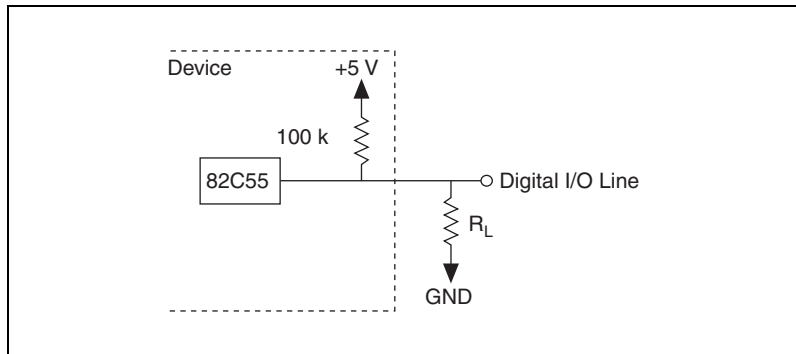 Device
+5 V
100 k
82C55
Digital I/O Line
RL
GND